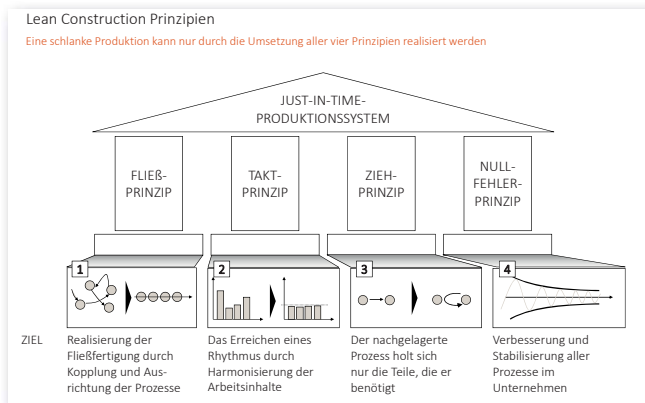 Lean Construction Prinzipien
Eine schlanke Produktion kann nur durch die Umsetzung aller vier Prinzipien realisiert werden
JUST-IN-TIME-
PRODUKTIONSSYSTEM
FLIEß-
PRINZIP
TAKT-
PRINZIP
ZIEH-
PRINZIP
NULL-
FEHLER-
PRINZIP
1
2
3
4
ZIEL
Realisierung der
Fließfertigung durch
Kopplung und Aus-
richtung der Prozesse
Das Erreichen eines
Rhythmus durch
Harmonisierung der
Arbeitsinhalte
Der nachgelagerte
Prozess holt sich
nur die Teile, die er
benötigt
Verbesserung und
Stabilisierung aller
Prozesse im
Unternehmen